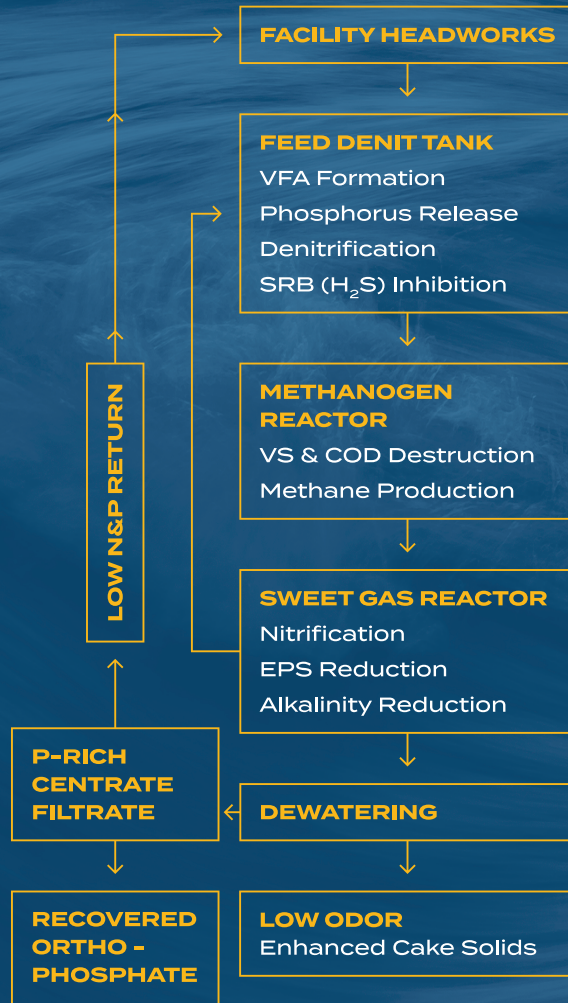 FACILITY HEADWORKS
FEED DENIT TANK
VFA Formation
Phosphorus Release
Denitrification
SRB (H₂S) Inhibition
METHANOGEN
REACTOR
VS & COD Destruction
Methane Production
LOW N&P RETURN
SWEET GAS REACTOR
Nitrification
EPS Reduction
Alkalinity Reduction
P-RICH
CENTRATE
FILTRATE
DEWATERING
RECOVERED
ORTHO -
PHOSPHATE
LOW ODOR
Enhanced Cake Solids